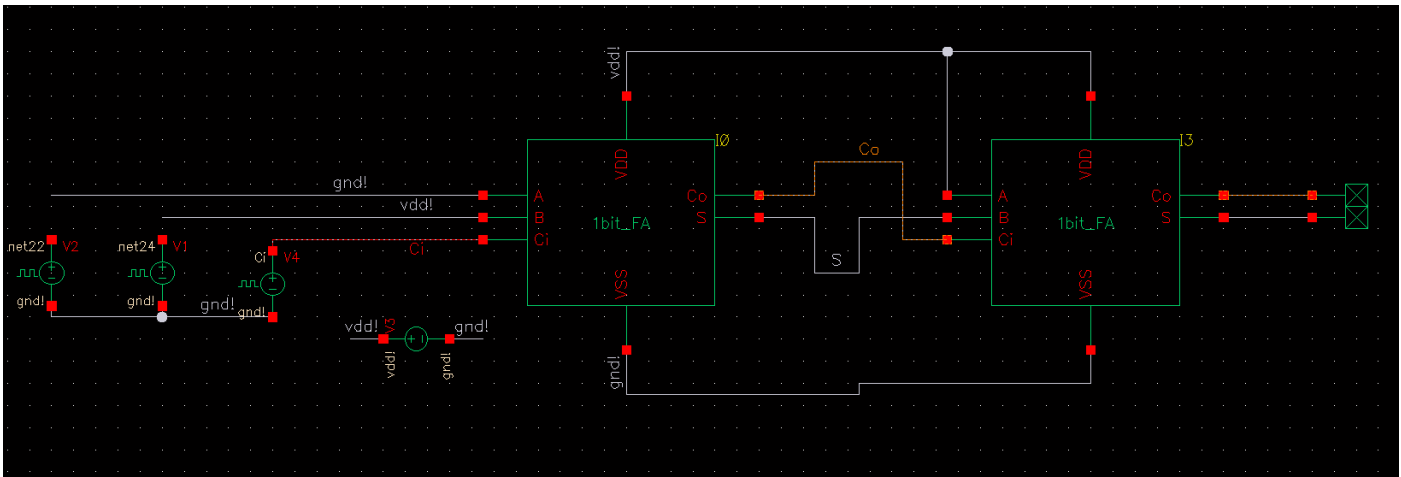 vdd!
I0
I3
VDD
VDD
Co
gnd!
A
Co
A
Co
vdd!
B
1bit_FA
S
B
1bit_FA
S
Ci
Ci
Ci
S
.net22
V2
.net24
V1
Ci
V4
gnd!
gnd!
gnd!
gnd!
VSS
VSS
vdd!
V3
gnd!
vdd!
gnd!
gnd!